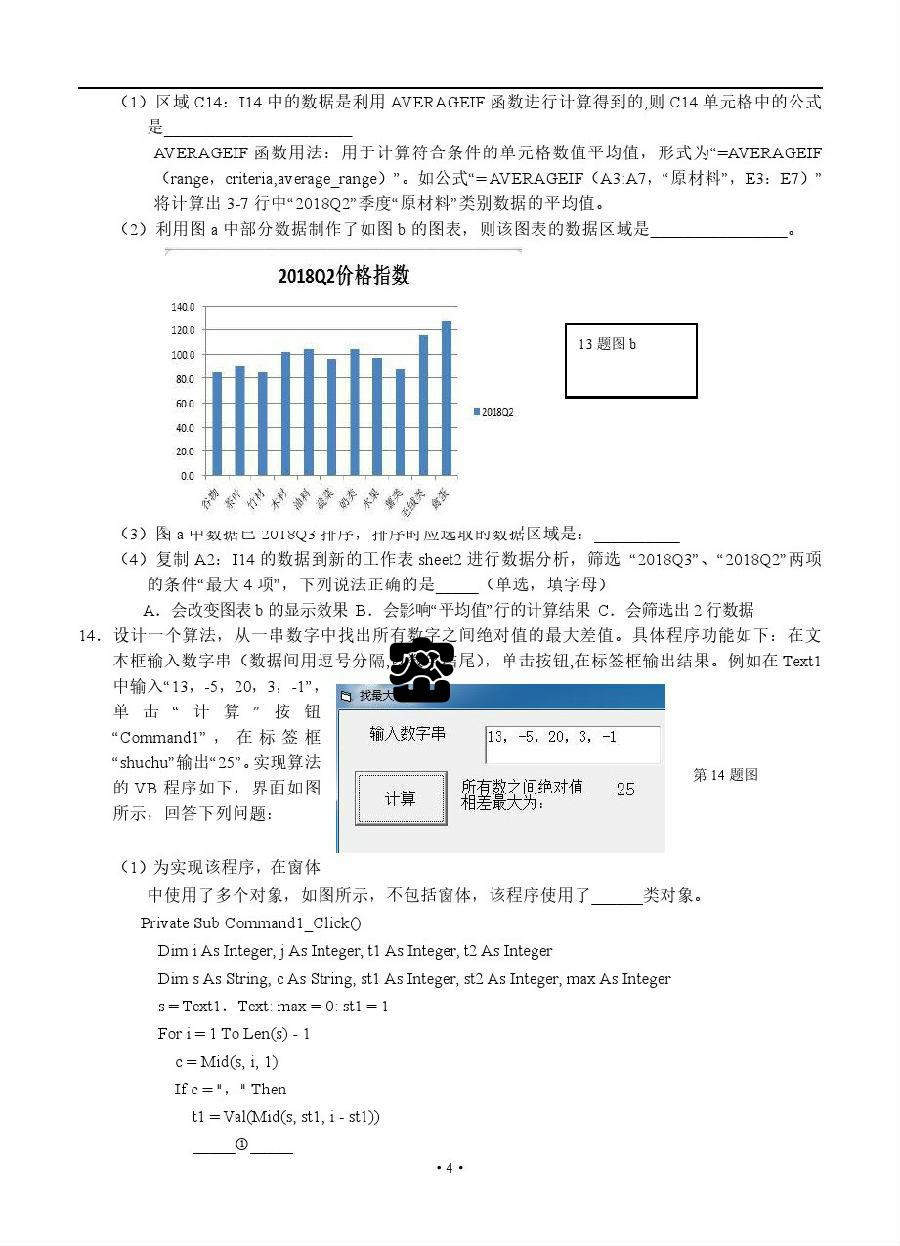 （1）区域 C14：I14 中的数据是利用 AVERAGEIF 函数进行计算得到的,则 C14 单元格中的公式
是
AVERAGEIF 函数用法：用于计算符合条件的单元格数值平均值，形式为“=AVERAGEIF
（range，criteria,average_range）”。如公式“=AVERAGEIF（A3:A7，“原材料”，E3：E7）”
将计算出 3-7 行中“2018Q2”季度“原材料”类别数据的平均值。
（2）利用图 a 中部分数据制作了如图 b 的图表，则该图表的数据区域是________________。
2018Q2价格指数
140.0
120.0
100.0
80.0
60.0
40.0
20.0
0.0
谷物 茶叶 竹材 木材 油料 蔬菜 奶类 水果 薯类 毛绒类 禽蛋
2018Q2
13 题图 b
（3）图 a 中数据已 2018Q3 排序，排序时应选取的数据区域是：__________
（4）复制 A2：I14 的数据到新的工作表 sheet2 进行数据分析，筛选 “2018Q3”、“2018Q2”两项
的条件“最大 4 项”，下列说法正确的是_____（单选，填字母）
A．会改变图表 b 的显示效果 B．会影响“平均值”行的计算结果 C．会筛选出 2 行数据
14．设计一个算法，从一串数字中找出所有数字之间绝对值的最大差值。具体程序功能如下：在文
本框输入数字串（数据间用逗号分隔, 结尾），单击按钮,在标签框输出结果。例如在 Text1
中输入“13，-5，20，3，-1”，
单击“计算”按钮
“Command1”，在标签框
“shuchu”输出“25”。实现算法
的 VB 程序如下，界面如图
所示，回答下列问题：
找最大
输入数字串
13, -5, 20, 3, -1
计算
所有数之间绝对值
相差最大为：
25
第 14 题图
（1）为实现该程序，在窗体
中使用了多个对象，如图所示，不包括窗体，该程序使用了______类对象。
Private Sub Command1_Click()
Dim i As Integer, j As Integer, t1 As Integer, t2 As Integer
Dim s As String, c As String, st1 As Integer, st2 As Integer, max As Integer
s = Text1．Text: max = 0: st1 = 1
For i = 1 To Len(s) - 1
c = Mid(s, i, 1)
If c = "，" Then
t1 = Val(Mid(s, st1, i - st1))
_____①_____
• 4 •